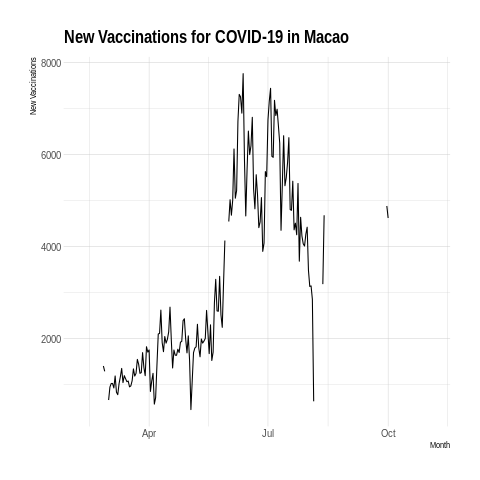 New Vaccinations for COVID-19 in Macao
New Vaccinations
8000
6000
4000
2000
Apr Jul Oct
Month